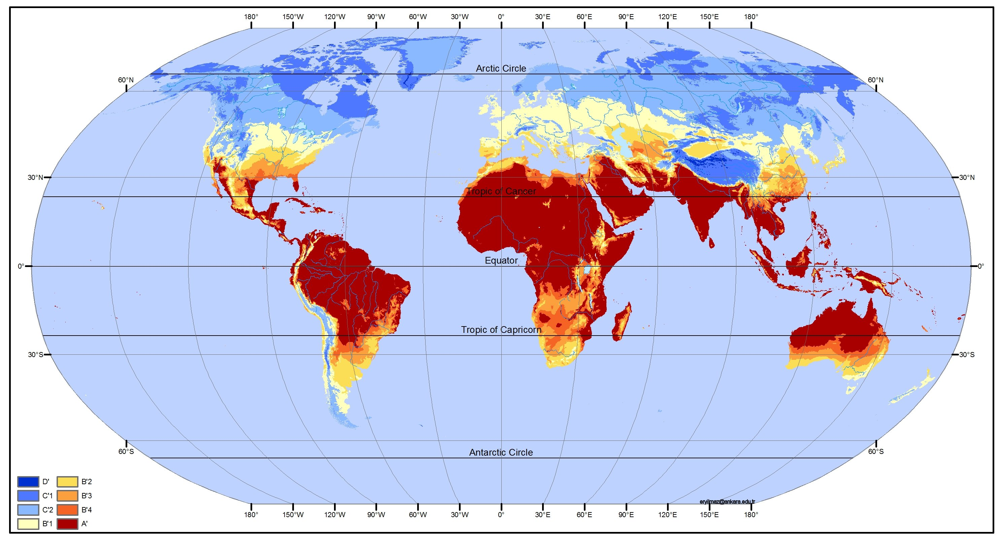 180° 150°W 120°W 90°W 60°W 30°W 0° 30°E 60°E 90°E 120°E 150°E 180°
Arctic Circle
60°N 60°N
30°N 30°N
Tropic of Cancer
Equator
0° 0°
Tropic of Capricorn
30°S 30°S
60°S 60°S
Antarctic Circle
D' B'2
C'1 B'3
C'2 B'4
B'1 A'
eryilmaz@ankara.edu.tr
180° 150°W 120°W 90°W 60°W 30°W 0° 30°E 60°E 90°E 120°E 150°E 180°